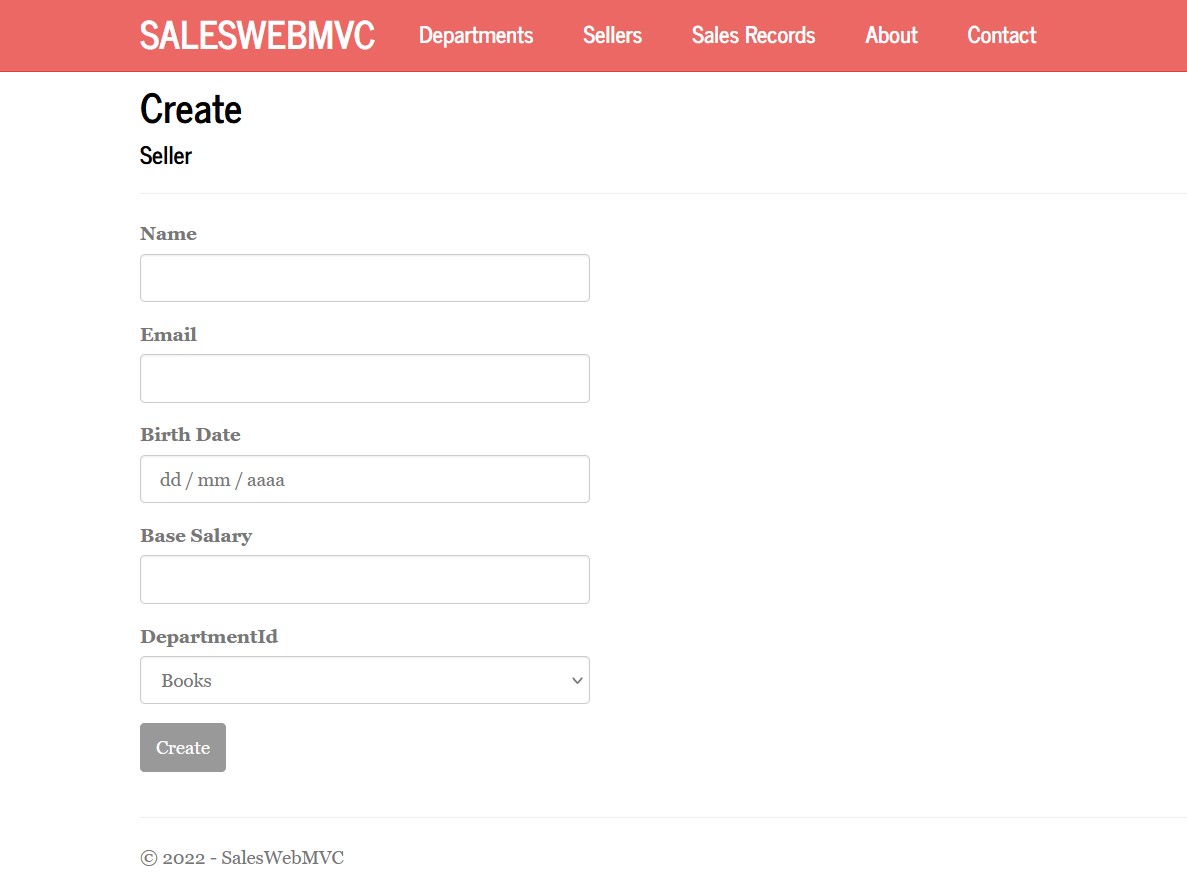 SALESWEBMVC Departments Sellers Sales Records About Contact
Create
Seller
Name
Email
Birth Date
dd / mm / aaaa
Base Salary
DepartmentId
Books
Create
© 2022 - SalesWebMVC